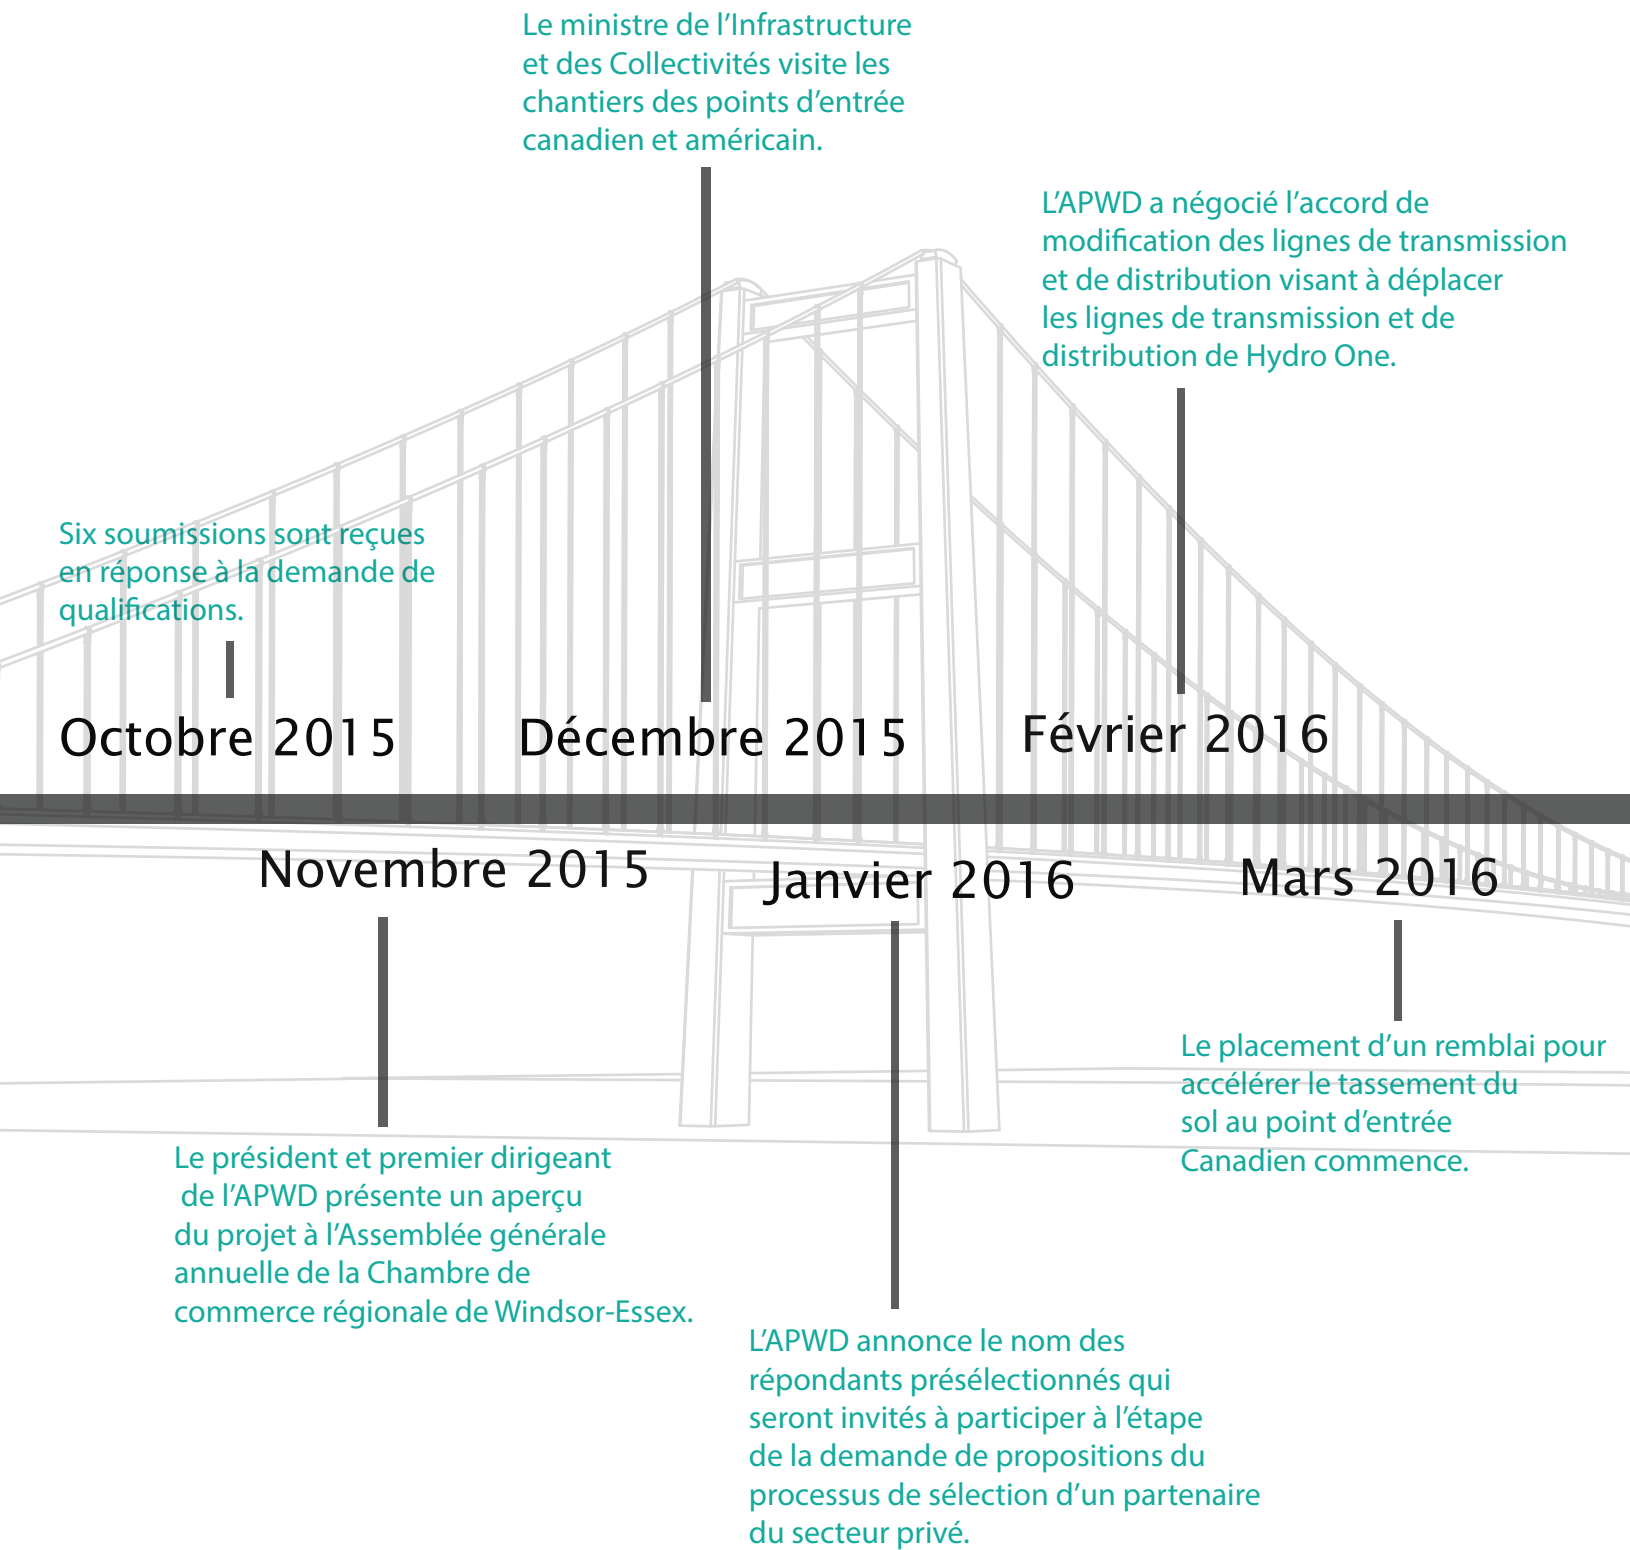 Le ministre de l'Infrastructure
et des Collectivités visite les
chantiers des points d'entrée
canadien et américain.
L'APWD a négocié l'accord de
modification des lignes de transmission
et de distribution visant à déplacer
les lignes de transmission et de
distribution de Hydro One.
Six soumissions sont reçues
en réponse à la demande de
qualifications.
Octobre 2015
Décembre 2015
Février 2016
Novembre 2015
Janvier 2016
Mars 2016
Le placement d'un remblai pour
accélérer le tassement du
sol au point d'entrée
Canadien commence.
Le président et premier dirigeant
de l'APWD présente un aperçu
du projet à l'Assemblée générale
annuelle de la Chambre de
commerce régionale de Windsor-Essex.
L'APWD annonce le nom des
répondants présélectionnés qui
seront invités à participer à l'étape
de la demande de propositions du
processus de sélection d'un partenaire
du secteur privé.